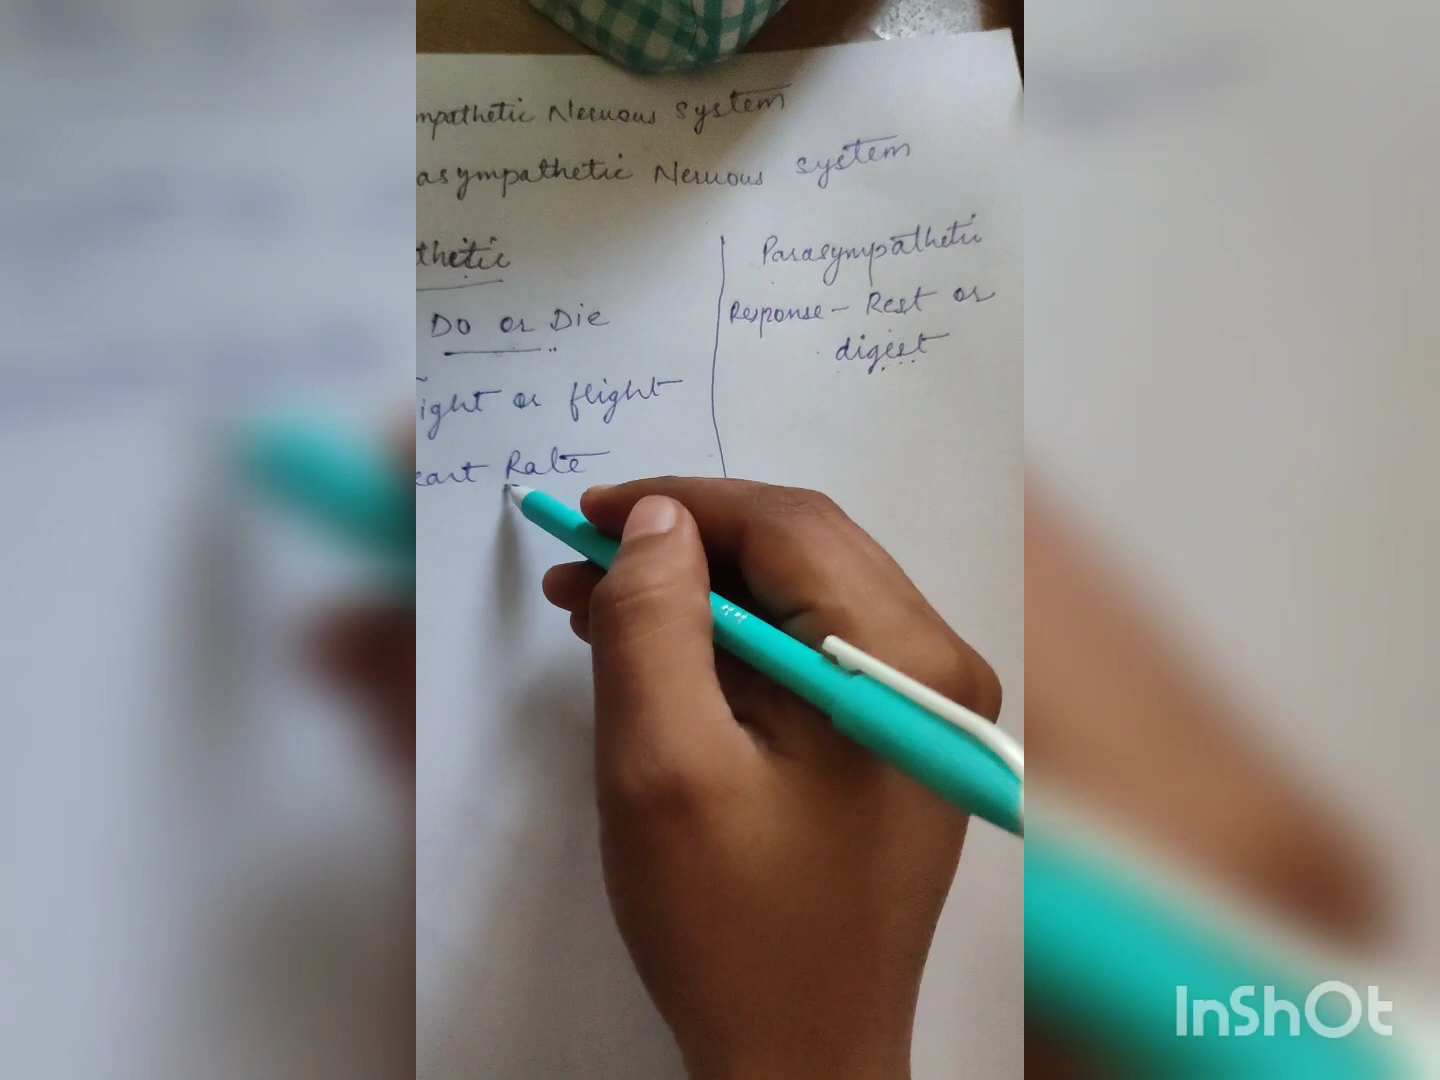 mpathetic Nervous system
asympathetic Nervous system
thetic
Do or Die
ight or flight
eart Rate
Parasympathetic
Response - Rest or
digest
InShOt